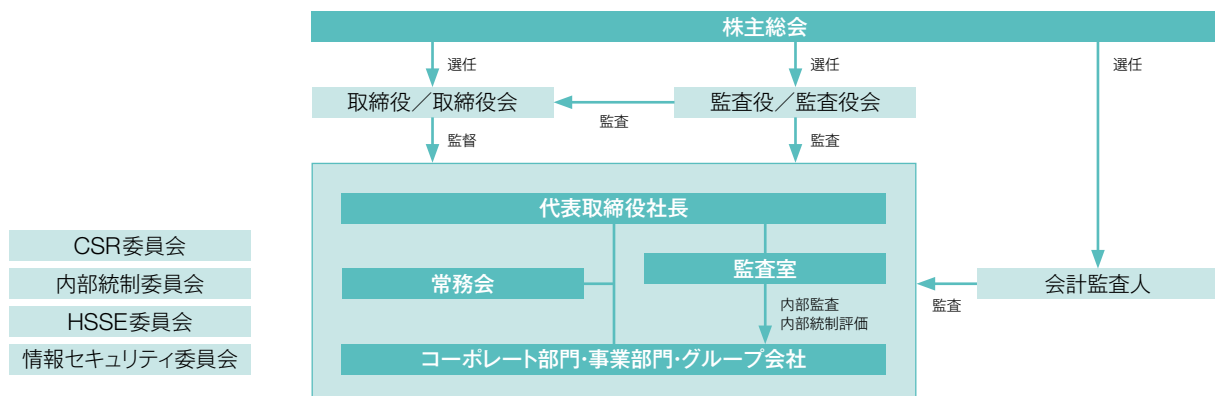 株主総会
選任
選任
選任
取締役／取締役会
監査
監査役／監査役会
監督
監査
代表取締役社長
常務会
監査室
内部監査
内部統制評価
コーポレート部門・事業部門・グループ会社
監査
会計監査人
CSR委員会
内部統制委員会
HSSE委員会
情報セキュリティ委員会